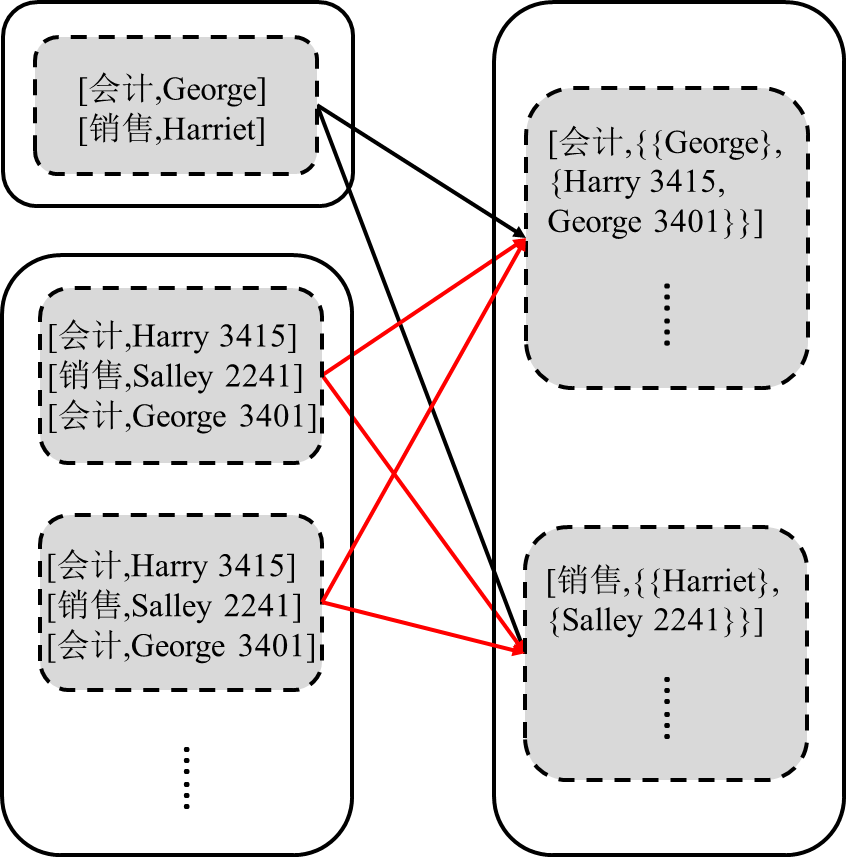 [会计,George]
[销售,Harriet]
[会计,Harry 3415]
[销售,Salley 2241]
[会计,George 3401]
[会计,Harry 3415]
[销售,Salley 2241]
[会计,George 3401]
[会计,{{George},
{Harry 3415,
George 3401}}]
[销售,{{Harriet},
{Salley 2241}}]